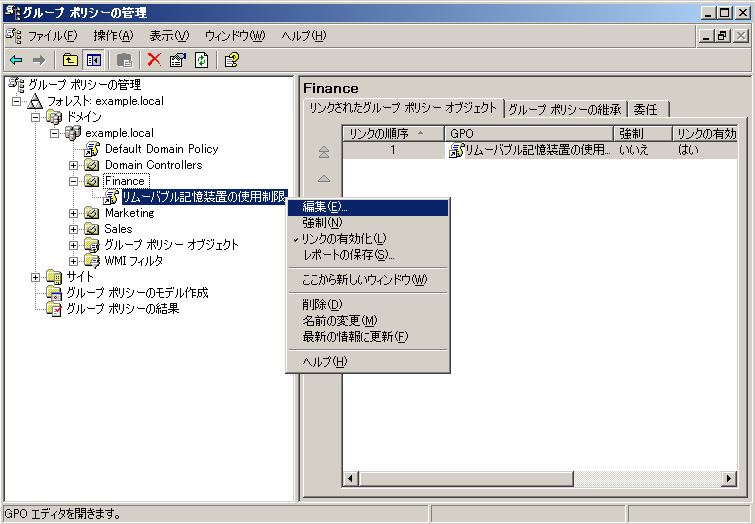 グループ ポリシーの管理
ファイル(F) 操作(A) 表示(V) ウィンドウ(W) ヘルプ(H)
グループ ポリシーの管理
フォレスト: example.local
ドメイン
example.local
Default Domain Policy
Domain Controllers
Finance
リムーバブル記憶装置の使用制限
Marketing
Sales
グループ ポリシー オブジェクト
WMI フィルタ
サイト
グループ ポリシーのモデル作成
グループ ポリシーの結果
Finance
リンクされたグループ ポリシー オブジェクト グループ ポリシーの継承 委任
リンクの順序 GPO 強制 リンクの有効
1 リムーバブル記憶装置の使用... いいえ はい
編集(E)...
強制(N)
リンクの有効化(L)
レポートの保存(S)...
ここから新しいウィンドウ(W)
削除(D)
名前の変更(M)
最新の情報に更新(F)
ヘルプ(H)
GPO エディタを開きます。